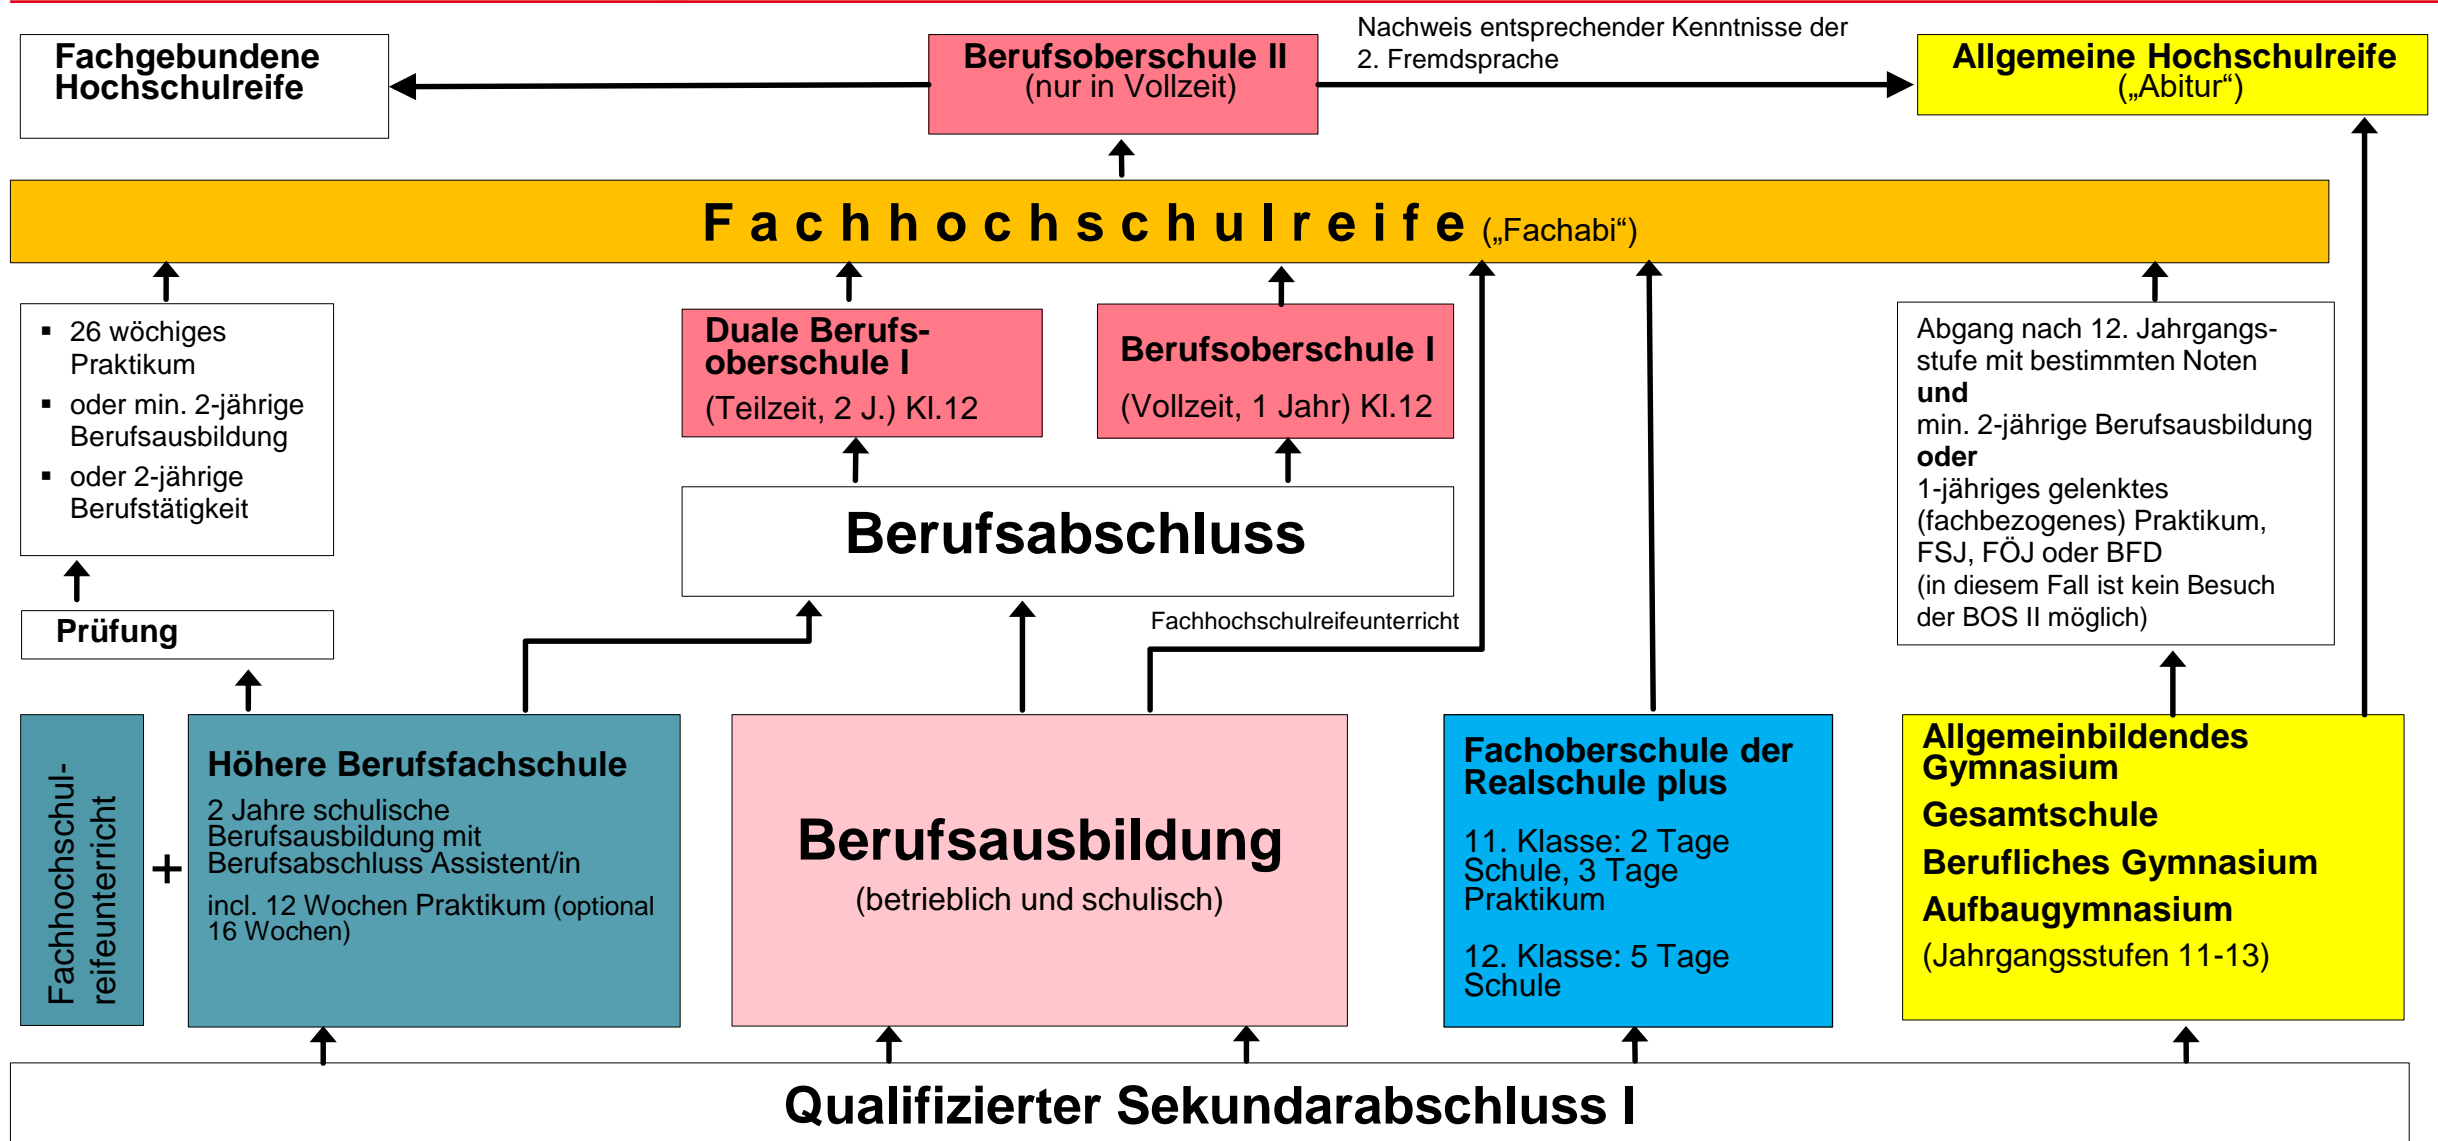 Fachgebundene
Hochschulreife
Berufsoberschule II
(nur in Vollzeit)
Nachweis entsprechender Kenntnisse der
2. Fremdsprache
Allgemeine Hochschulreife
(„Abitur“)
Fachhochschulreife („Fachabi“)
▪ 26 wöchiges
Praktikum
▪ oder min. 2-jährige
Berufsausbildung
▪ oder 2-jährige
Berufstätigkeit
Duale Berufs-
oberschule I
(Teilzeit, 2 J.) Kl.12
Berufsoberschule I
(Vollzeit, 1 Jahr) Kl.12
Abgang nach 12. Jahrgangs-
stufe mit bestimmten Noten
und
min. 2-jährige Berufsausbildung
oder
1-jähriges gelenktes
(fachbezogenes) Praktikum,
FSJ, FÖJ oder BFD
(in diesem Fall ist kein Besuch
der BOS II möglich)
Berufsabschluss
Prüfung
Fachhochschulreifeunterricht
Fachhochschul-
reifeunterricht
+
Höhere Berufsfachschule
2 Jahre schulische
Berufsausbildung mit
Berufsabschluss Assistent/in
incl. 12 Wochen Praktikum (optional
16 Wochen)
Berufsausbildung
(betrieblich und schulisch)
Fachoberschule der
Realschule plus
11. Klasse: 2 Tage
Schule, 3 Tage
Praktikum
12. Klasse: 5 Tage
Schule
Allgemeinbildendes
Gymnasium
Gesamtschule
Berufliches Gymnasium
Aufbaugymnasium
(Jahrgangsstufen 11-13)
Qualifizierter Sekundarabschluss I